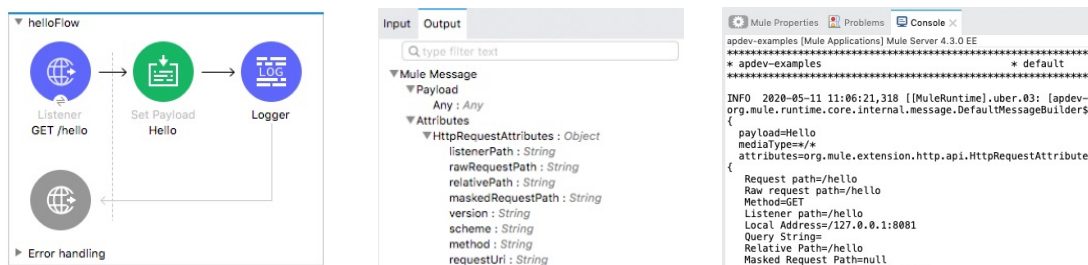 helloFlow
Listener
GET /hello
Set Payload
Hello
LOG
Logger
Error handling
Input Output
type filter text
Mule Message
Payload
Any : Any
Attributes
HttpRequestAttributes : Object
listenerPath : String
rawRequestPath : String
relativePath : String
maskedRequestPath : String
version : String
scheme : String
method : String
requestUri : String
Mule Properties Problems Console
apdev-examples [Mule Applications] Mule Server 4.3.0 EE
* apdev-examples * default
INFO 2020-05-11 11:06:21,318 [[MuleRuntime].uber.03: [apdev-
org.mule.runtime.core.internal.message.DefaultMessageBuilder$
{
payload=Hello
mediaType=*/*
attributes=org.mule.extension.http.api.HttpRequestAttribute
{
Request path=/hello
Raw request path=/hello
Method=GET
Listener path=/hello
Local Address=/127.0.0.1:8081
Query String=
Relative Path=/hello
Masked Request Path=null